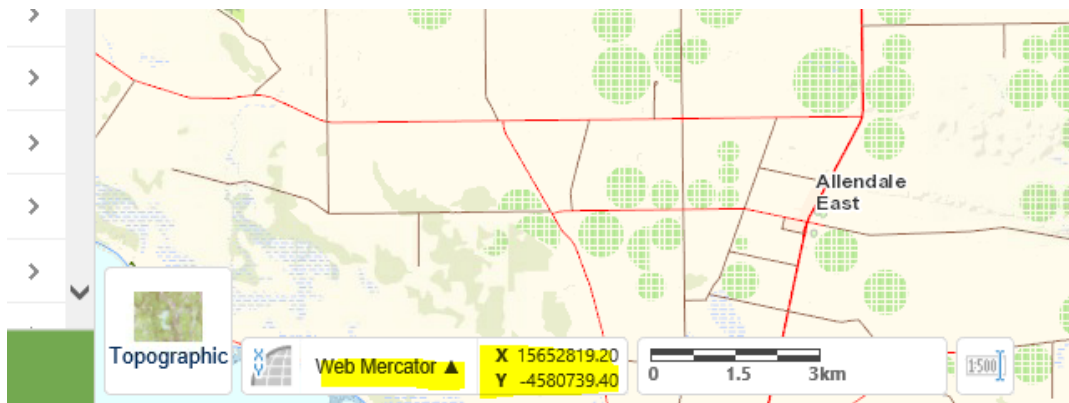 Allendale
East
Topographic
X
Y
Web Mercator ▲
X 15652819.20
Y -4580739.40
0 1.5 3km
1:500